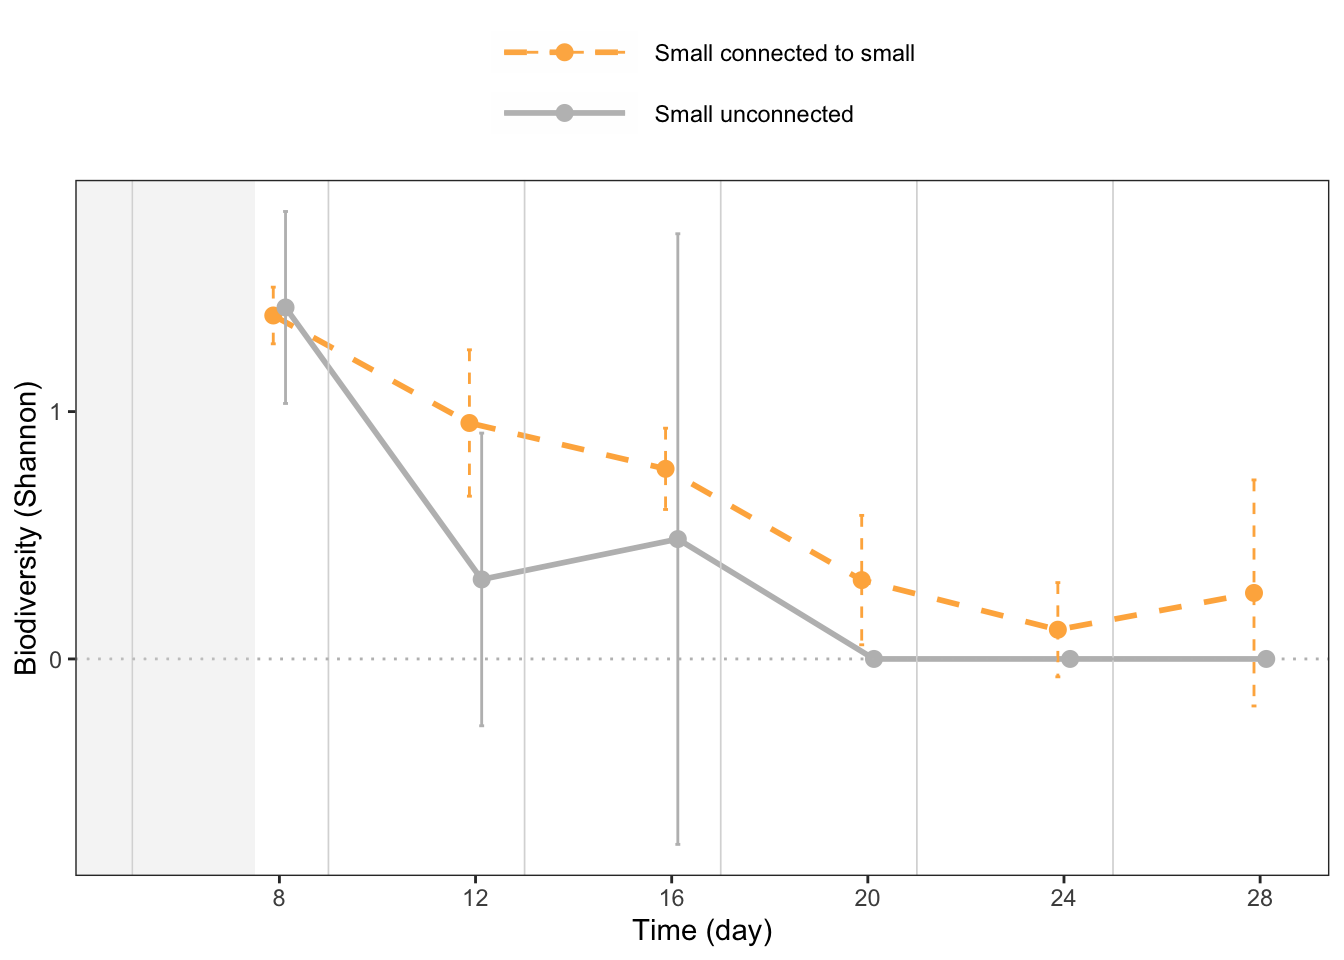 Small connected to small
Small unconnected
Biodiversity (Shannon)
1
0
8 12 16 20 24 28
Time (day)